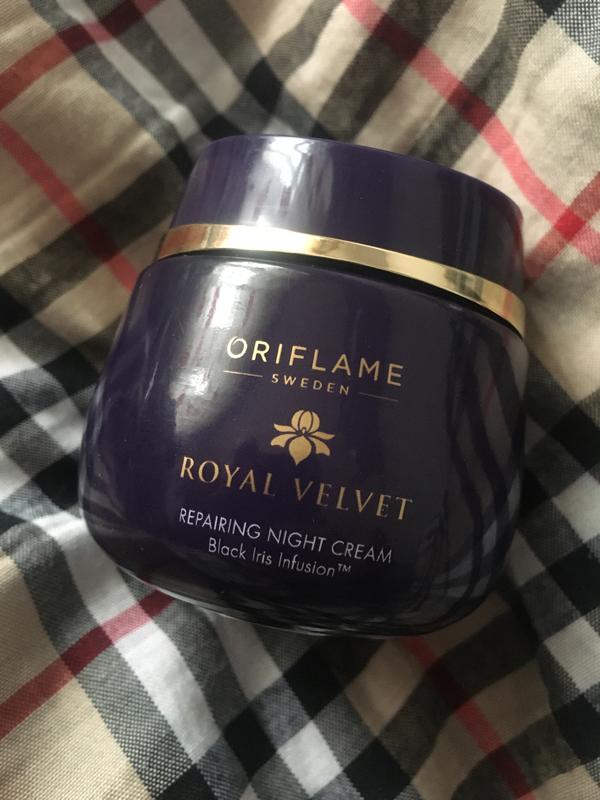 ORIFLAME
SWEDEN
ROYAL VELVET
REPAIRING NIGHT CREAM
Black Iris Infusion™